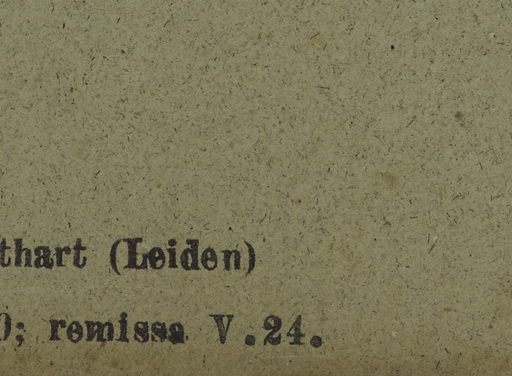 thart (Leiden)
0; remissa V.24.